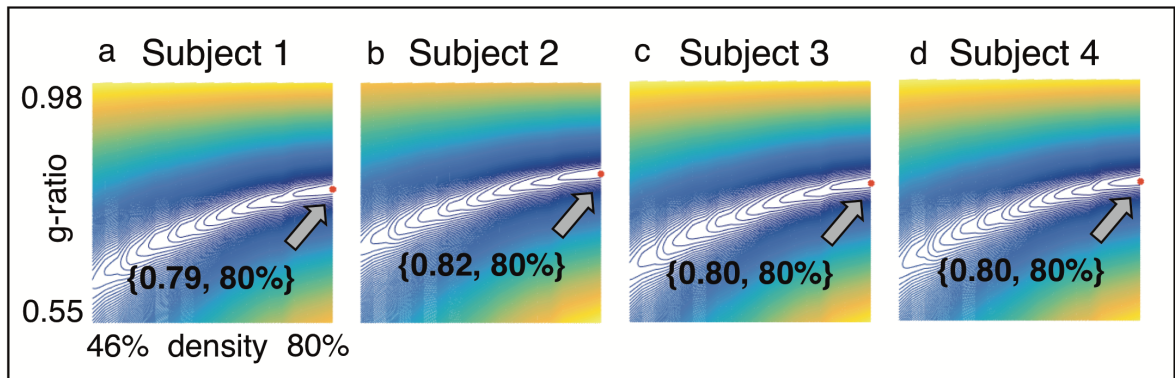 a Subject 1
b Subject 2
c Subject 3
d Subject 4
0.98
g-ratio
0.55
{0.79, 80%}
{0.82, 80%}
{0.80, 80%}
{0.80, 80%}
46% density 80%